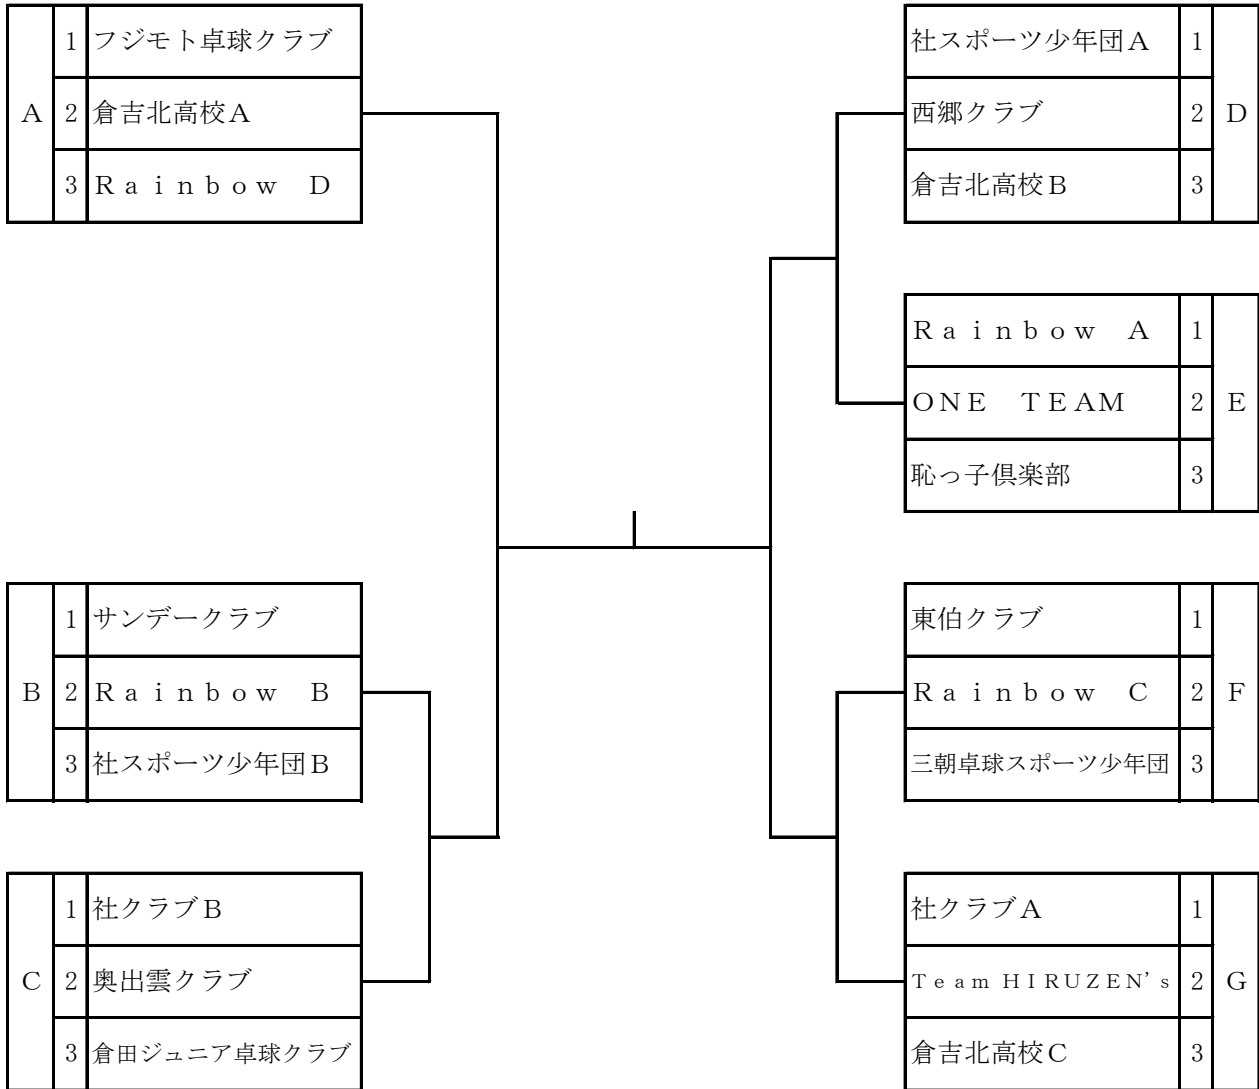 A
1 フジモト卓球クラブ
2 倉吉北高校A
3 Rainbow D
B
1 サンデークラブ
2 Rainbow B
3 社スポーツ少年団B
C
1 社クラブB
2 奥出雲クラブ
3 倉田ジュニア卓球クラブ
社スポーツ少年団A 1
西郷クラブ 2
倉吉北高校B 3
D
Rainbow A 1
ONE TEAM 2
恥っ子倶楽部 3
E
東伯クラブ 1
Rainbow C 2
三朝卓球スポーツ少年団 3
F
社クラブA 1
Team HIRUZEN's 2
倉吉北高校C 3
G